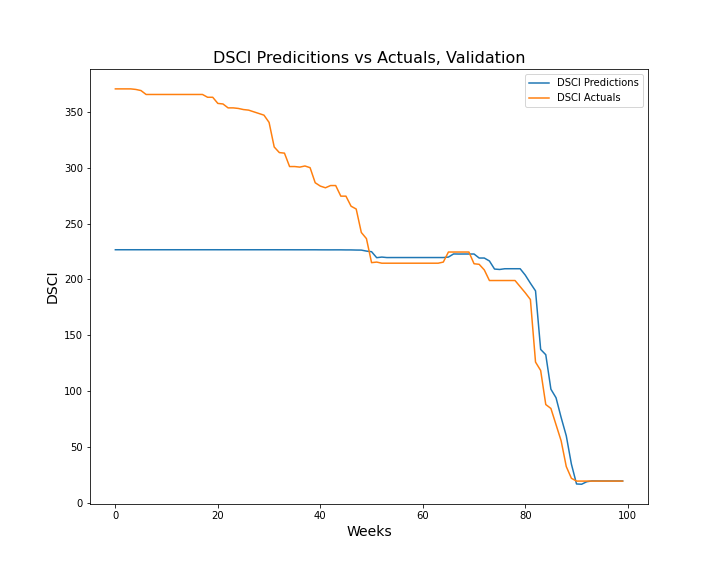 DSCI Predicitions vs Actuals, Validation
DSCI Predictions
DSCI Actuals
350
300
250
200
150
100
50
0
DSCI
0 20 40 60 80 100
Weeks